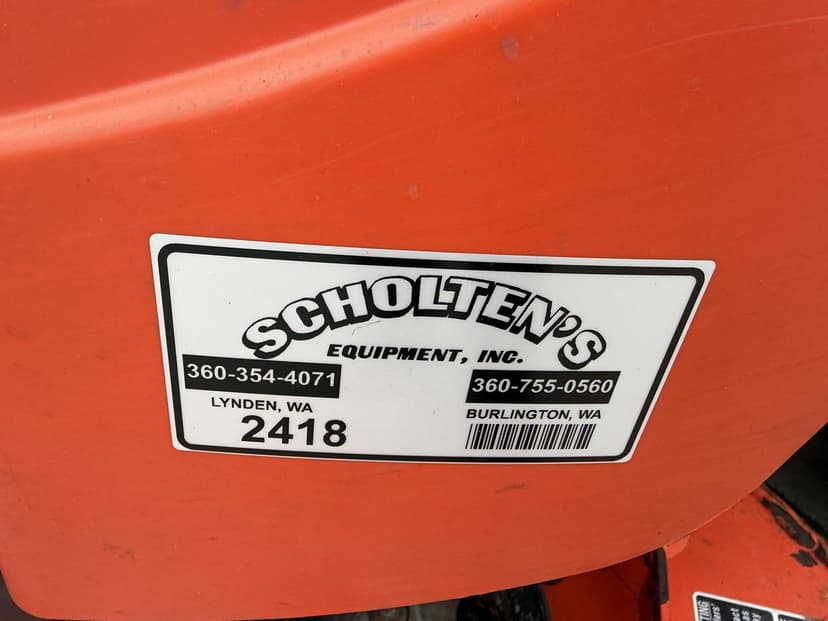 SCHOLTEN'S
EQUIPMENT, INC.
360-354-4071
LYNDEN, WA
2418
360-755-0560
BURLINGTON, WA